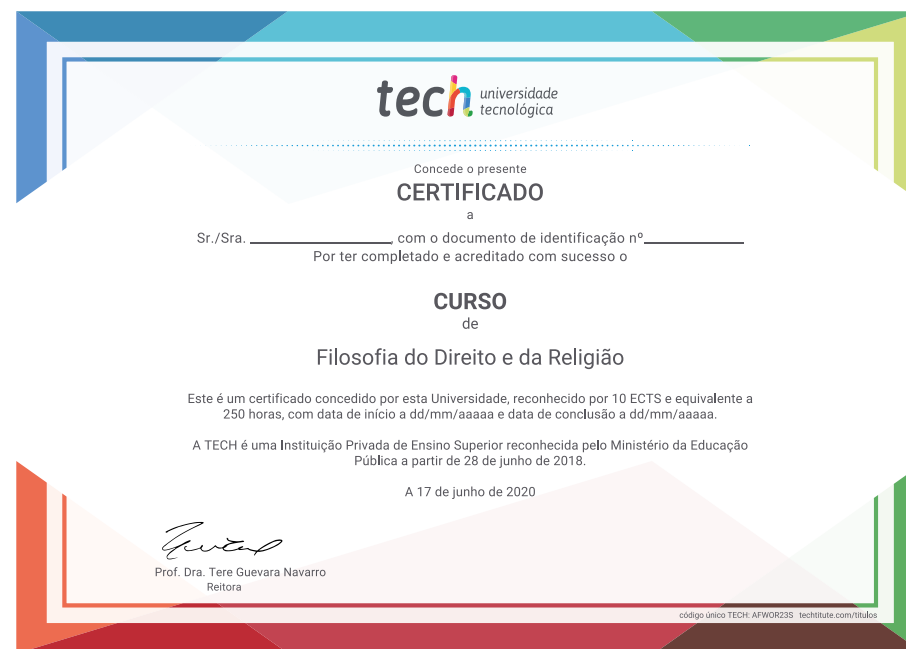 tech universidade
tecnológica
Concede o presente
CERTIFICADO
a
Sr./Sra. _________________, com o documento de identificação nº____________
Por ter completado e acreditado com sucesso o
CURSO
de
Filosofia do Direito e da Religião
Este é um certificado concedido por esta Universidade, reconhecido por 10 ECTS e equivalente a
250 horas, com data de início a dd/mm/aaaaa e data de conclusão a dd/mm/aaaaa.
A TECH é uma Instituição Privada de Ensino Superior reconhecida pelo Ministério da Educação
Pública a partir de 28 de junho de 2018.
A 17 de junho de 2020
Prof. Dra. Tere Guevara Navarro
Reitora
código único TECH: AFWOR23S techtitute.com/titulos